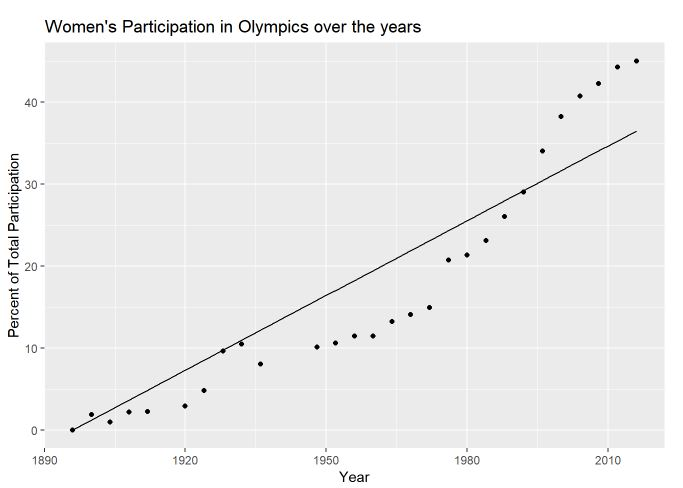 Women's Participation in Olympics over the years
Percent of Total Participation
40
30
20
10
0
1890 1920 1950 1980 2010
Year